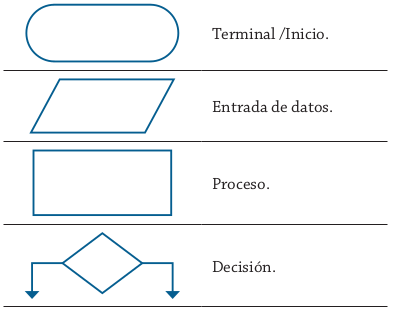 Terminal /Inicio.
Entrada de datos.
Proceso.
Decisión.